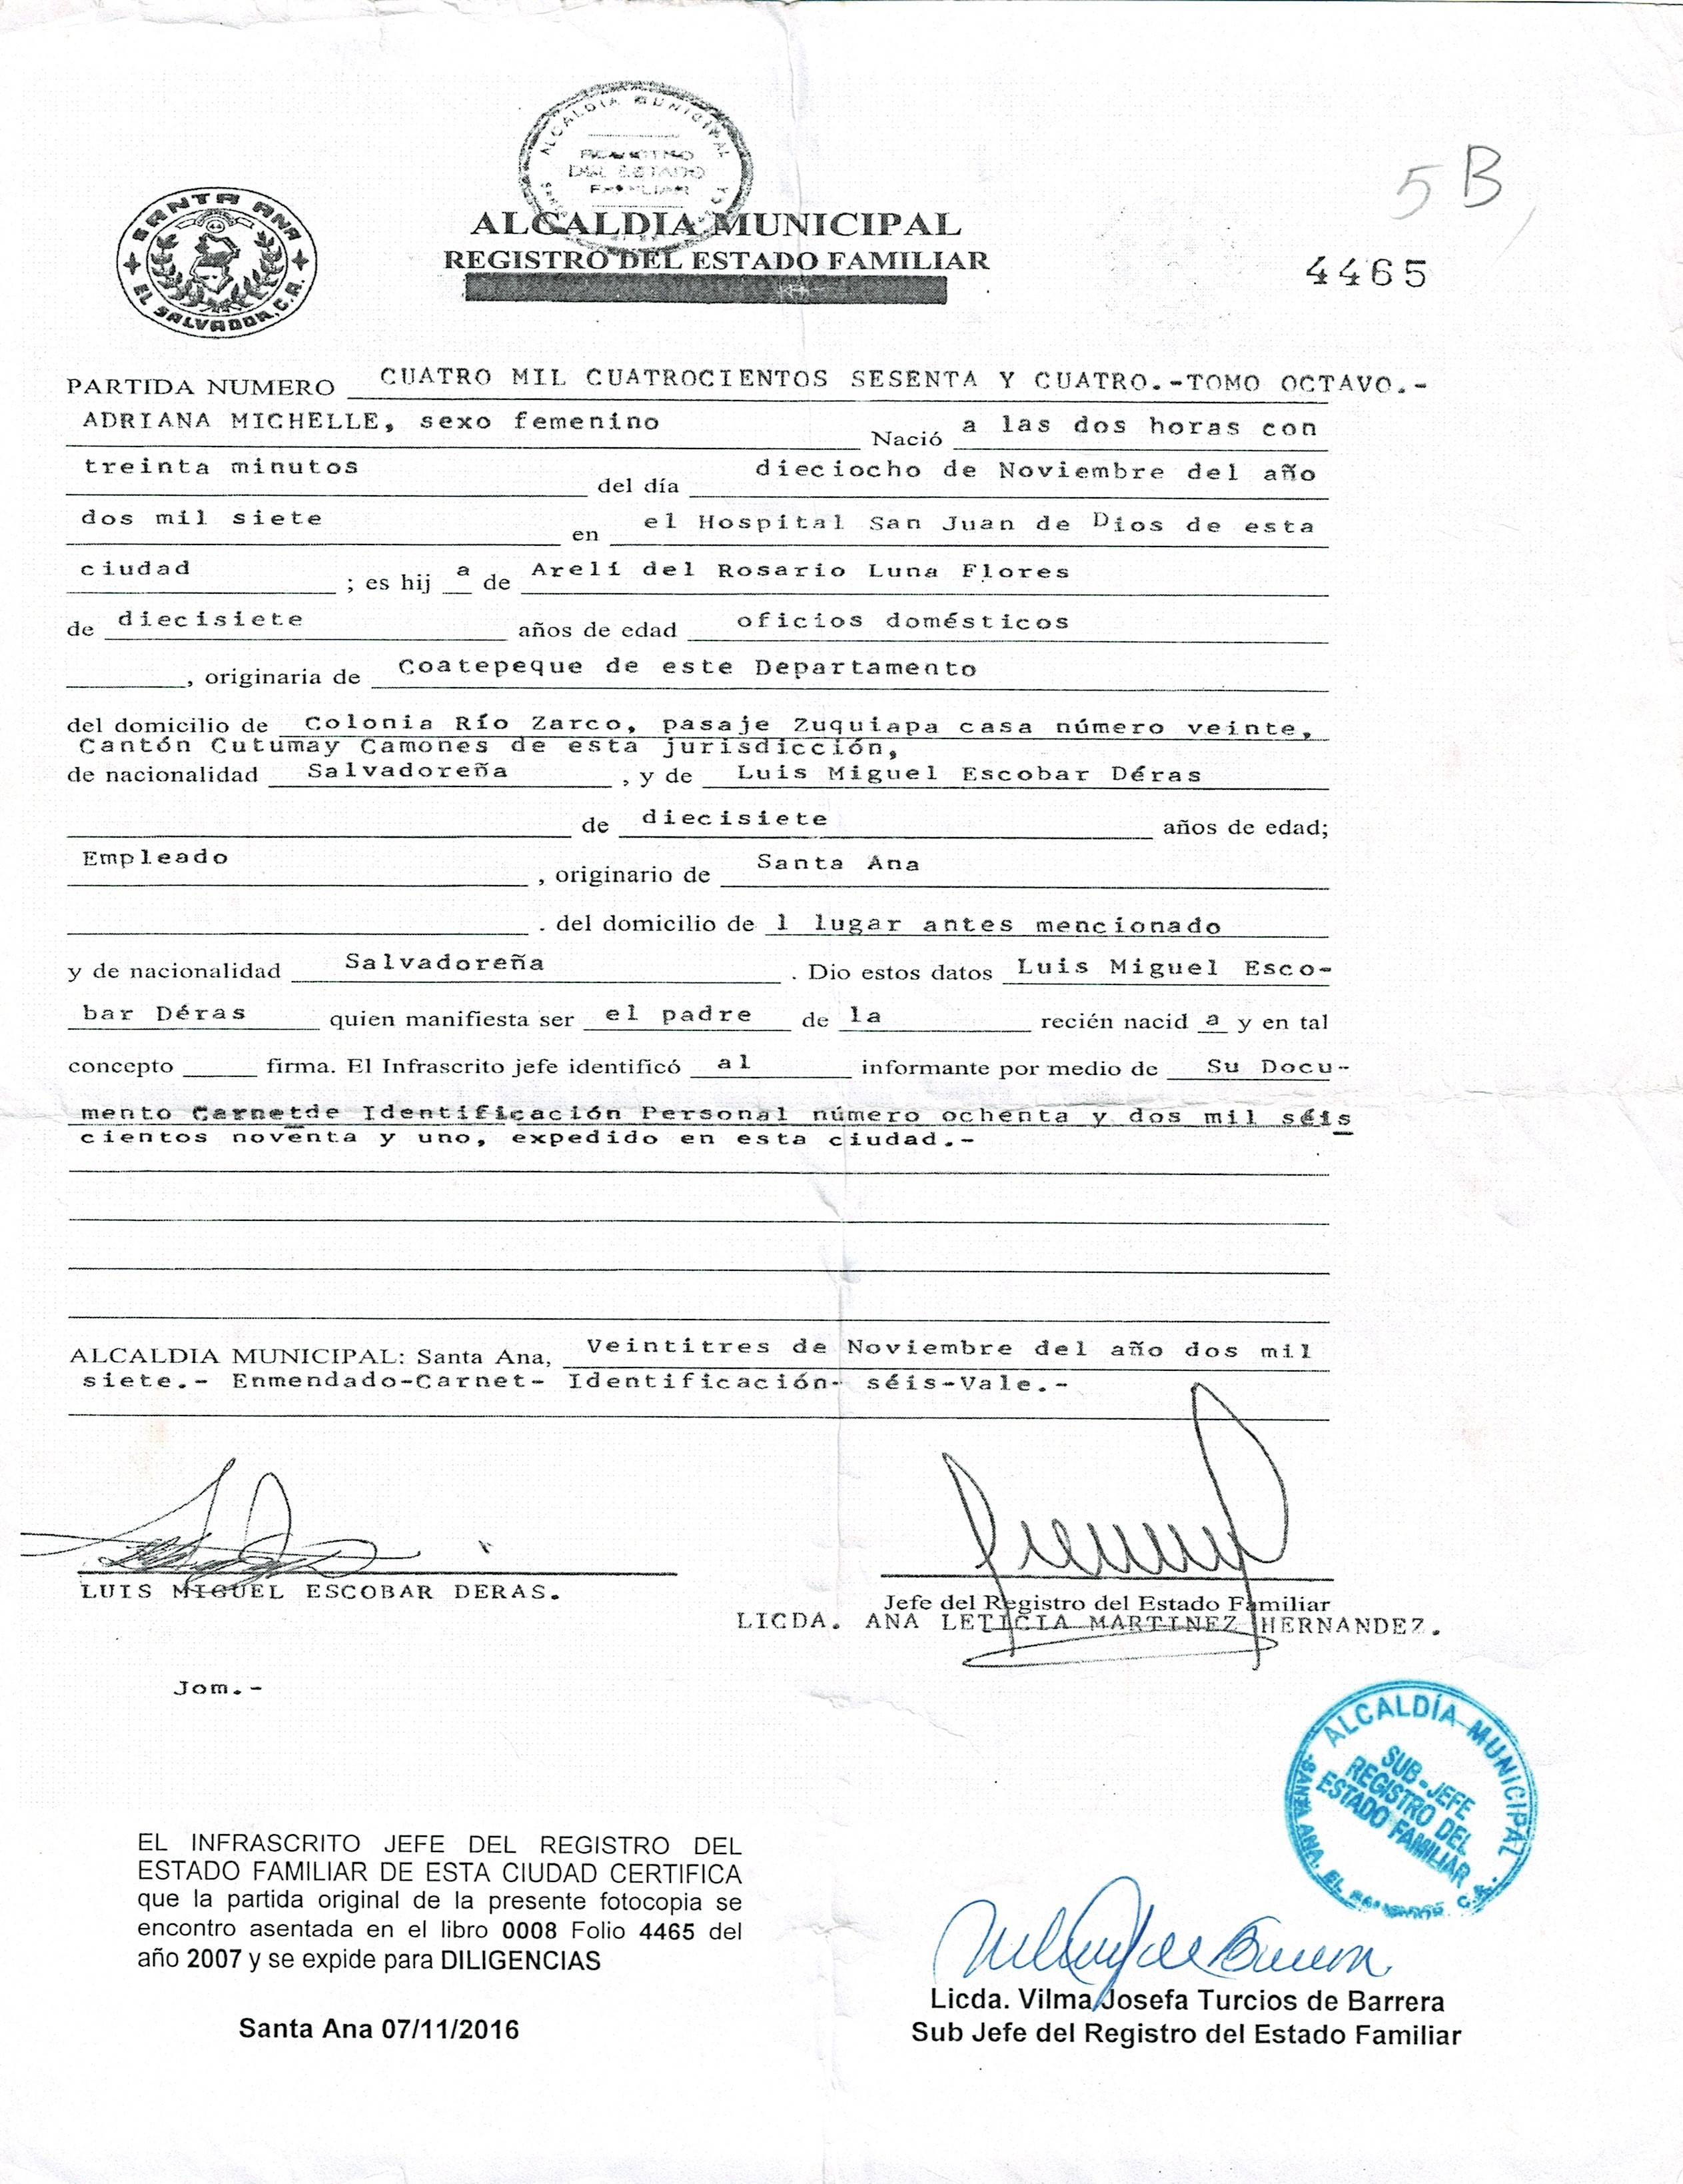 ALCALDIA MUNICIPAL
REGISTRO
DEL ESTADO
FAMILIAR
SANTA ANA
EL SALVADOR, C.A.
ALCALDIA MUNICIPAL
REGISTRO DEL ESTADO FAMILIAR
5B
4465
PARTIDA NUMERO CUATRO MIL CUATROCIENTOS SESENTA Y CUATRO.-TOMO OCTAVO.-
ADRIANA MICHELLE, sexo femenino Nació a las dos horas con
treinta minutos del día dieciocho de Noviembre del año
dos mil siete en el Hospital San Juan de Dios de esta
ciudad ; es hij a de Areli del Rosario Luna Flores
de diecisiete años de edad oficios domésticos
, originaria de Coatepeque de este Departamento
del domicilio de Colonia Río Zarco, pasaje Zuquiapa casa número veinte,
Cantón Cutumay Camones de esta jurisdicción,
de nacionalidad Salvadoreña , y de Luis Miguel Escobar Déras
de diecisiete años de edad;
Empleado , originario de Santa Ana
. del domicilio de l lugar antes mencionado
y de nacionalidad Salvadoreña . Dio estos datos Luis Miguel Esco-
bar Déras quien manifiesta ser el padre de la recién nacid a y en tal
concepto firma. El Infrascrito jefe identificó al informante por medio de Su Docu-
mento Carnetde Identificación Personal número ochenta y dos mil séis
cientos noventa y uno, expedido en esta ciudad.-
ALCALDIA MUNICIPAL: Santa Ana, Veintitres de Noviembre del año dos mil
siete.- Enmendado-Carnet- Identificación- séis-Vale.-
LUIS MIGUEL ESCOBAR DERAS.
Jefe del Registro del Estado Familiar
LICDA. ANA LETICIA MARTINEZ HERNANDEZ.
Jom.-
ALCALDÍA MUNICIPAL
SUB-JEFE
REGISTRO DEL
ESTADO FAMILIAR
SANTA ANA, EL SALVADOR C.A.
EL INFRASCRITO JEFE DEL REGISTRO DEL
ESTADO FAMILIAR DE ESTA CIUDAD CERTIFICA
que la partida original de la presente fotocopia se
encontro asentada en el libro 0008 Folio 4465 del
año 2007 y se expide para DILIGENCIAS
Santa Ana 07/11/2016
Licda. Vilma Josefa Turcios de Barrera
Sub Jefe del Registro del Estado Familiar